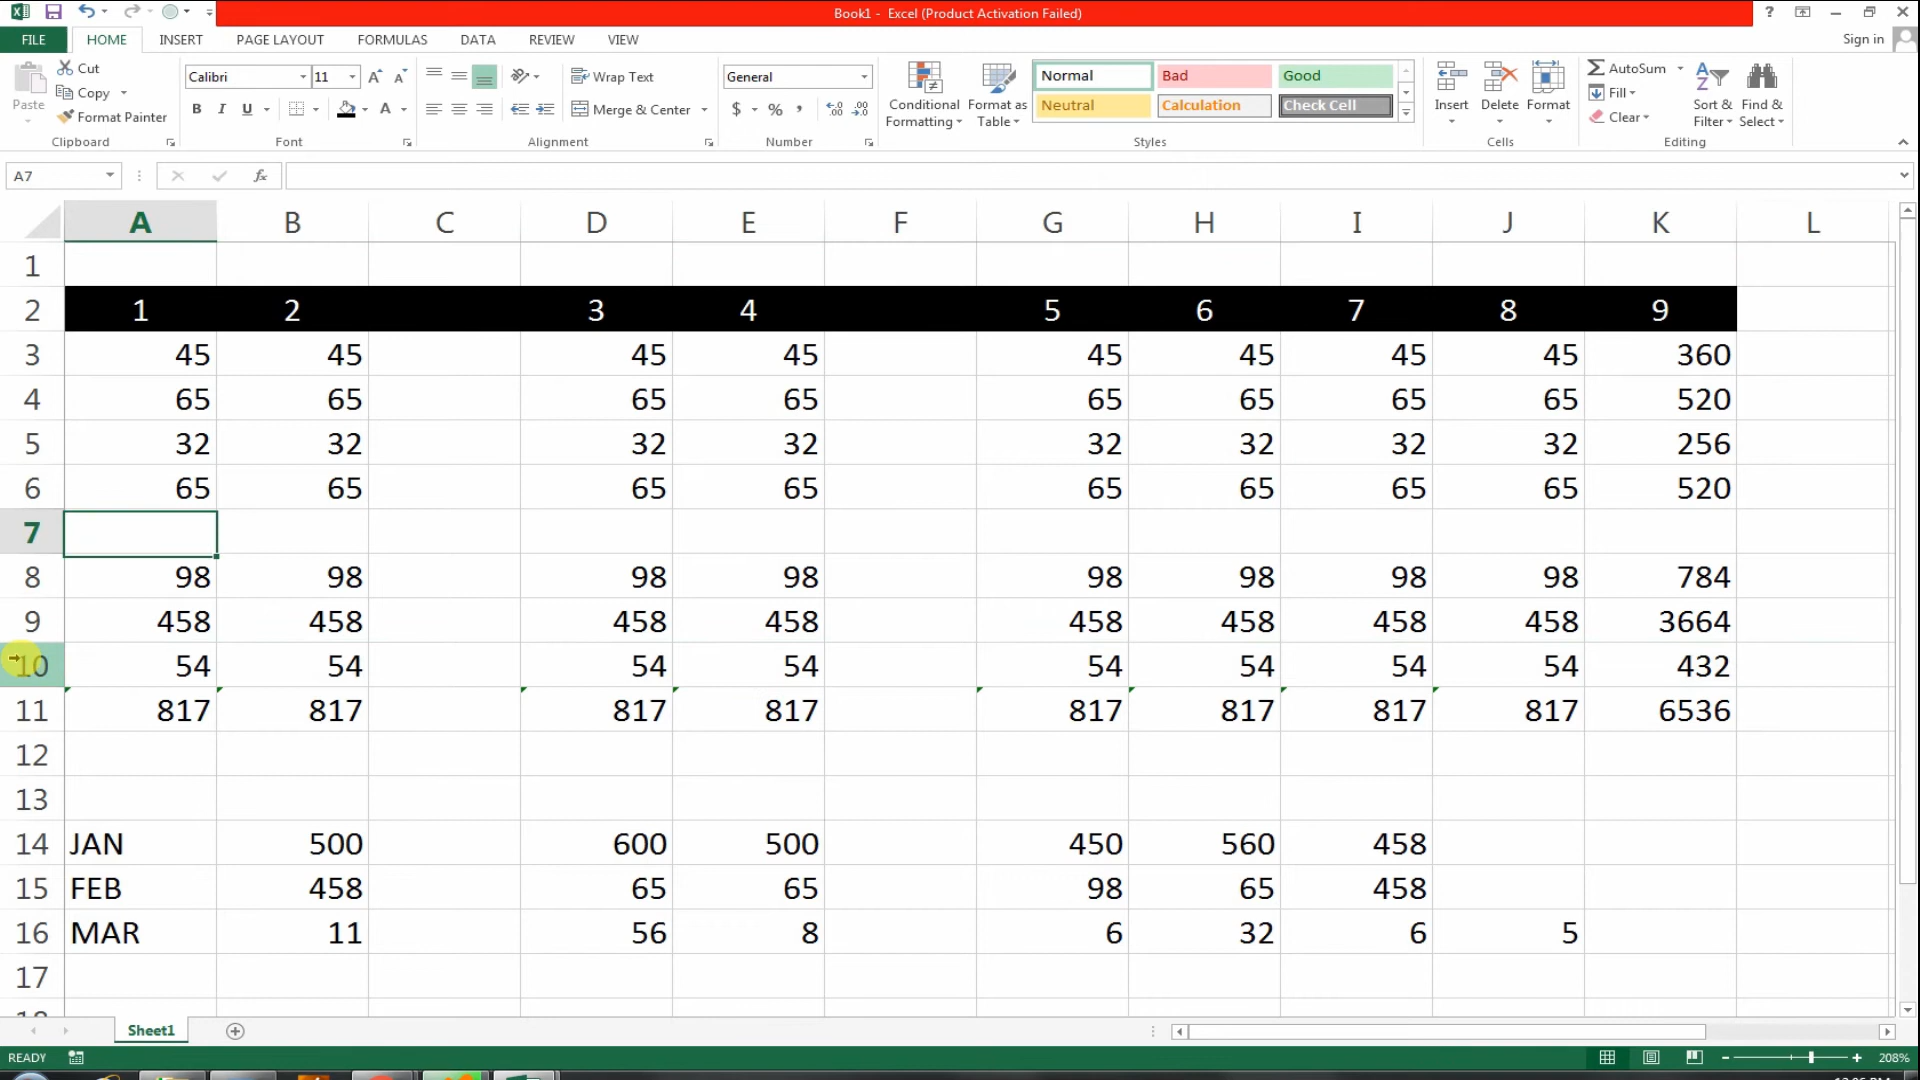 Book1 - Excel (Product Activation Failed)
?
FILE HOME INSERT PAGE LAYOUT FORMULAS DATA REVIEW VIEW
Sign in
Paste
Cut
Copy
Format Painter
Clipboard
Calibri 11
B I U
Font
Wrap Text
Merge & Center
Alignment
General
$ % ,
Number
Conditional Formatting
Format as Table
Normal Bad Good
Neutral Calculation Check Cell
Styles
Insert Delete Format
Cells
AutoSum
Fill
Clear
Sort & Filter
Find & Select
Editing
A7 fx
A B C D E F G H I J K L
1
2 1 2 3 4 5 6 7 8 9
3 45 45 45 45 45 45 45 45 360
4 65 65 65 65 65 65 65 65 520
5 32 32 32 32 32 32 32 32 256
6 65 65 65 65 65 65 65 65 520
7
8 98 98 98 98 98 98 98 98 784
9 458 458 458 458 458 458 458 458 3664
10 54 54 54 54 54 54 54 54 432
11 817 817 817 817 817 817 817 817 6536
12
13
14 JAN 500 600 500 450 560 458
15 FEB 458 65 65 98 65 458
16 MAR 11 56 8 6 32 6 5
17
Sheet1
READY
208%